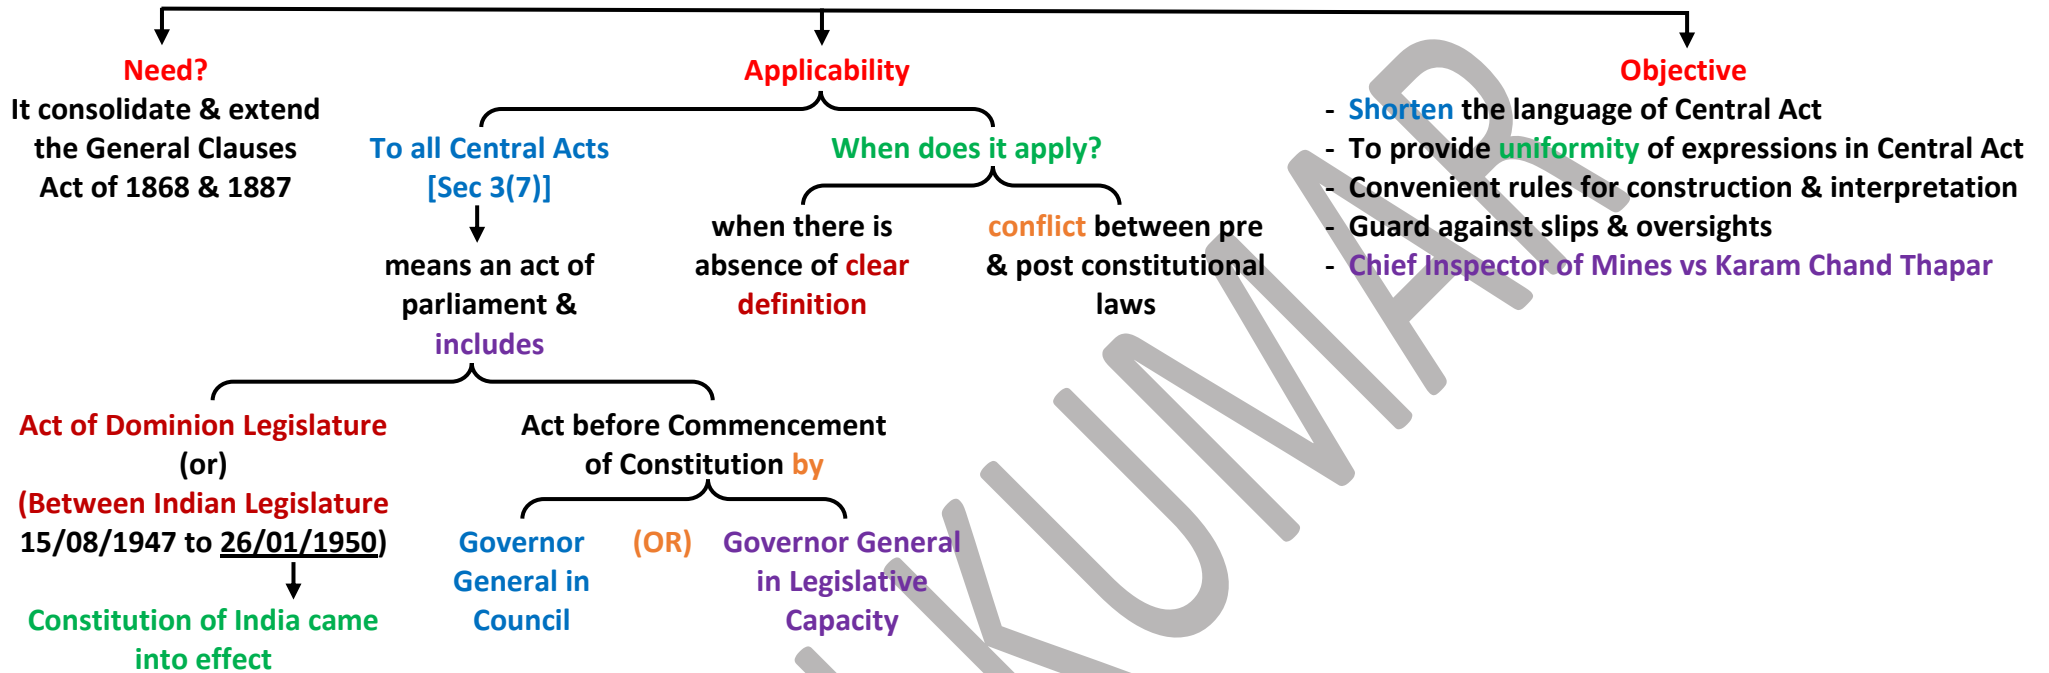 Need?
It consolidate & extend
the General Clauses
Act of 1868 & 1887
Applicability
To all Central Acts
[Sec 3(7)]
means an act of
parliament &
includes
Act of Dominion Legislature
(or)
(Between Indian Legislature
15/08/1947 to 26/01/1950)
Constitution of India came
into effect
Act before Commencement
of Constitution by
Governor
General in
Council
(OR)
Governor General
in Legislative
Capacity
When does it apply?
when there is
absence of clear
definition
conflict between pre
& post constitutional
laws
Objective
- Shorten the language of Central Act
- To provide uniformity of expressions in Central Act
- Convenient rules for construction & interpretation
- Guard against slips & oversights
- Chief Inspector of Mines vs Karam Chand Thapar
KUMAR